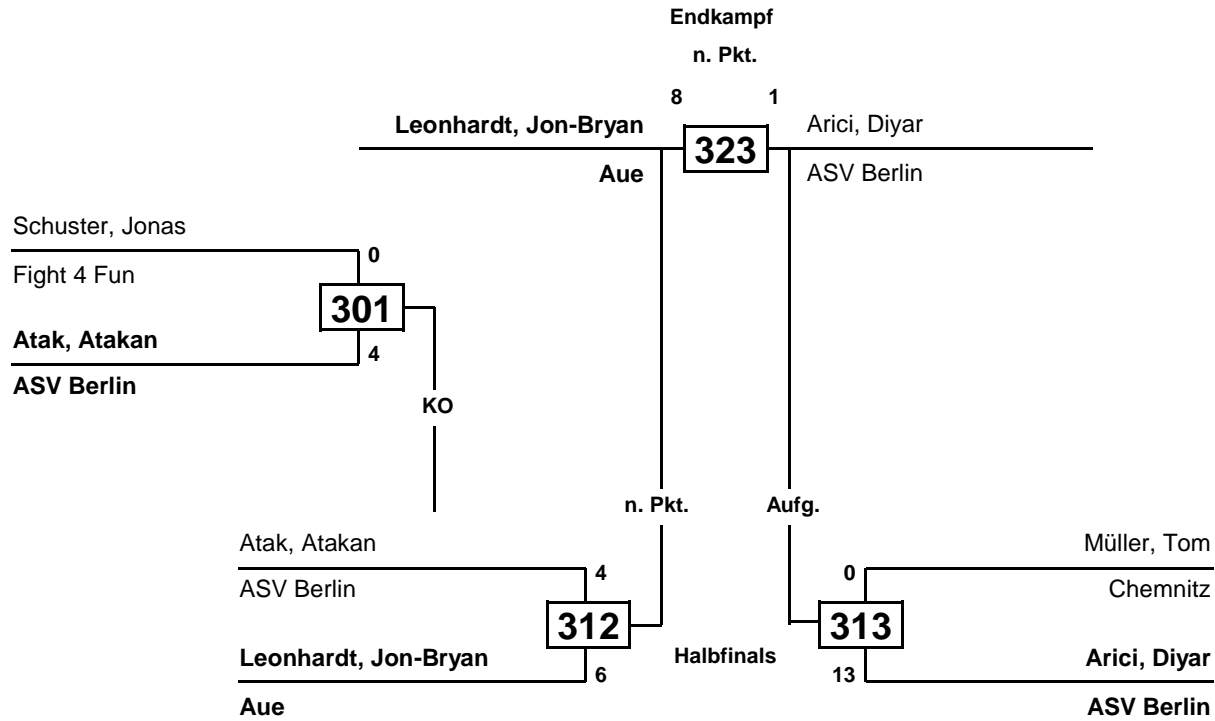 Endkampf
n. Pkt.
8 1
Leonhardt, Jon-Bryan 323 Arici, Diyar
Aue ASV Berlin
Schuster, Jonas
0
Fight 4 Fun
301
Atak, Atakan
4
ASV Berlin
KO
n. Pkt. Aufg.
Atak, Atakan Müller, Tom
4 0
ASV Berlin Chemnitz
312 313
Leonhardt, Jon-Bryan Halbfinals Arici, Diyar
6 13
Aue ASV Berlin